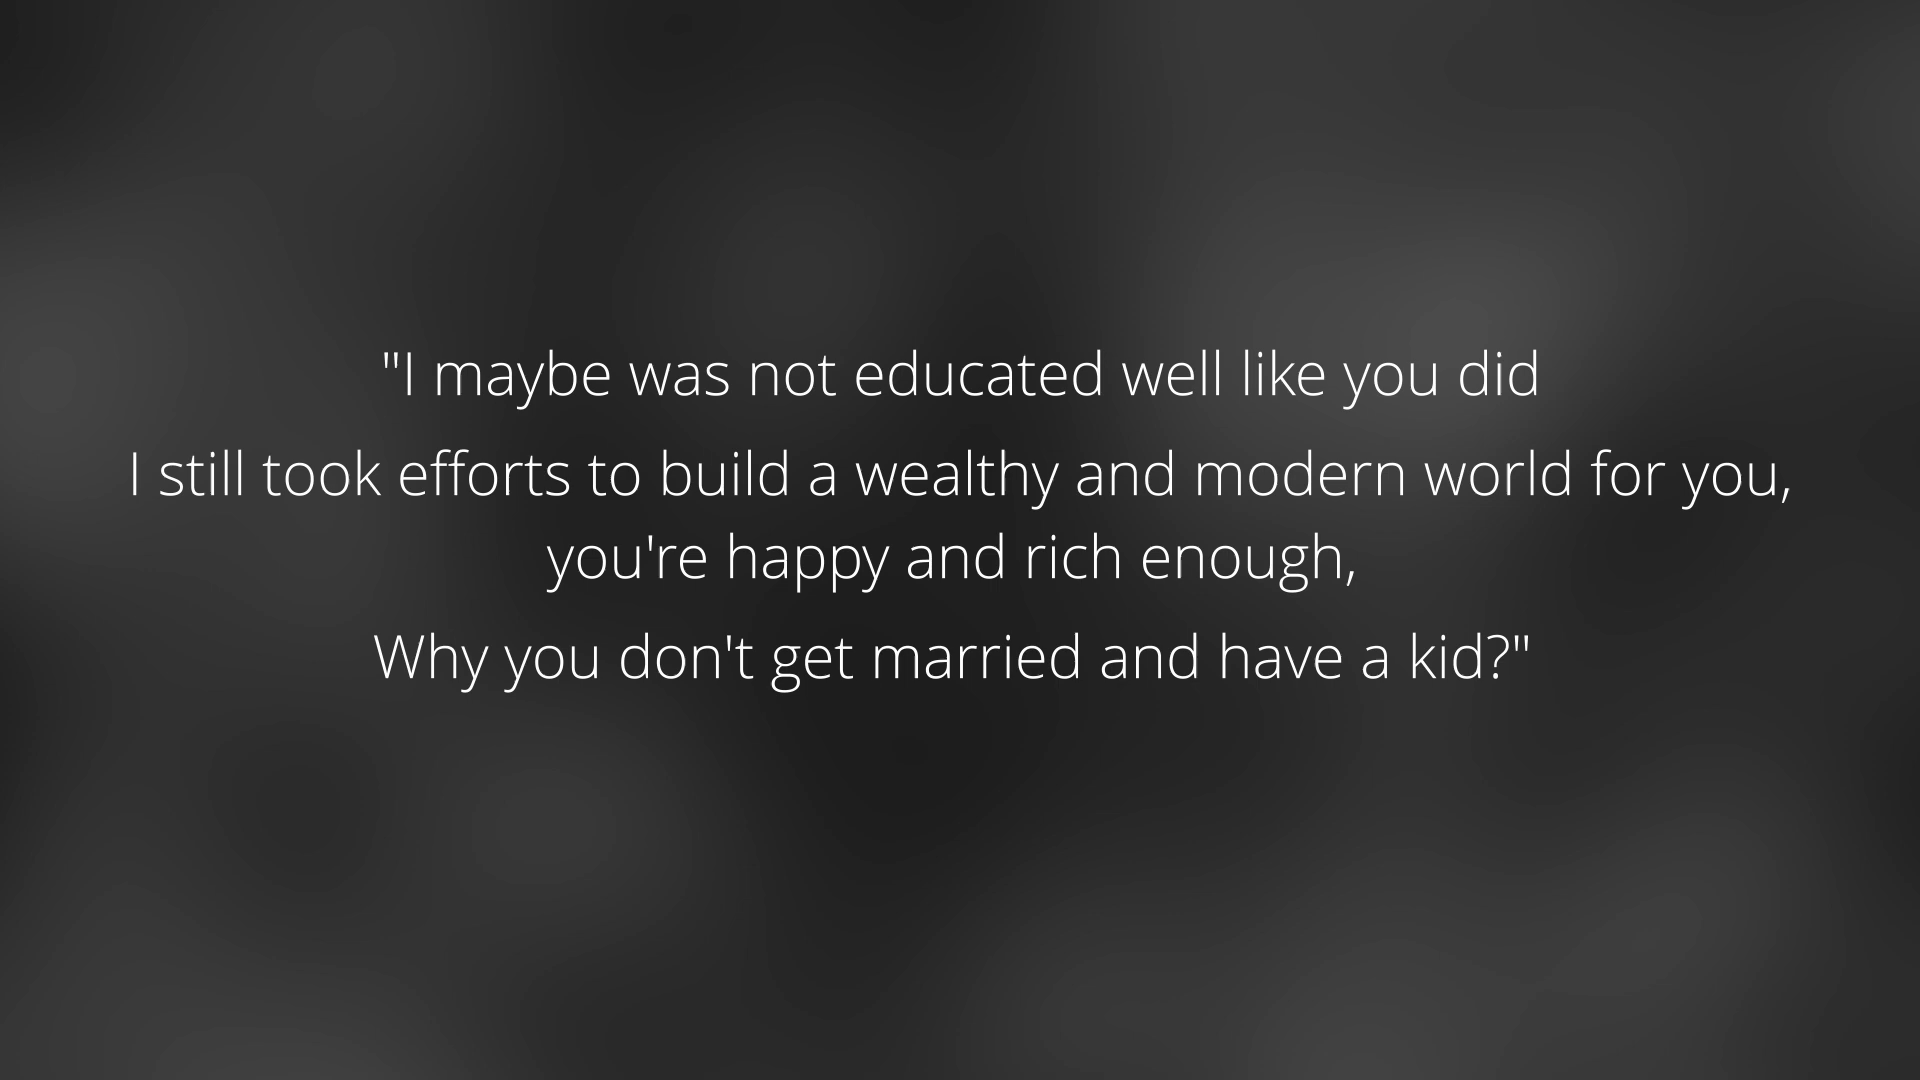 "I maybe was not educated well like you did
I still took efforts to build a wealthy and modern world for you,
you're happy and rich enough,
Why you don't get married and have a kid?"